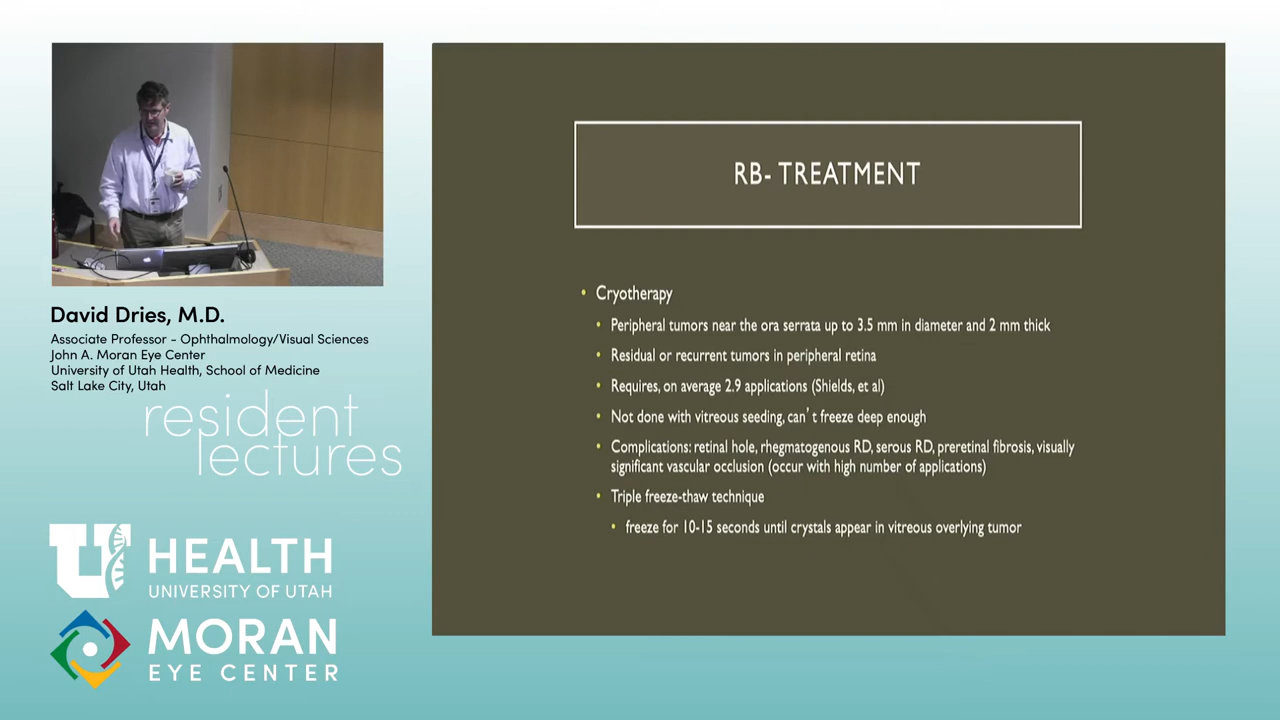 RB- TREATMENT
• Cryotherapy
• Peripheral tumors near the ora serrata up to 3.5 mm in diameter and 2 mm thick
• Residual or recurrent tumors in peripheral retina
• Requires, on average 2.9 applications (Shields, et al)
• Not done with vitreous seeding, can't freeze deep enough
• Complications: retinal hole, rhegmatogenous RD, serous RD, preretinal fibrosis, visually
significant vascular occlusion (occur with high number of applications)
• Triple freeze-thaw technique
• freeze for 10-15 seconds until crystals appear in vitreous overlying tumor
David Dries, M.D.
Associate Professor - Ophthalmology/Visual Sciences
John A. Moran Eye Center
University of Utah Health, School of Medicine
Salt Lake City, Utah
resident
lectures
U HEALTH
UNIVERSITY OF UTAH
MORAN
EYE CENTER